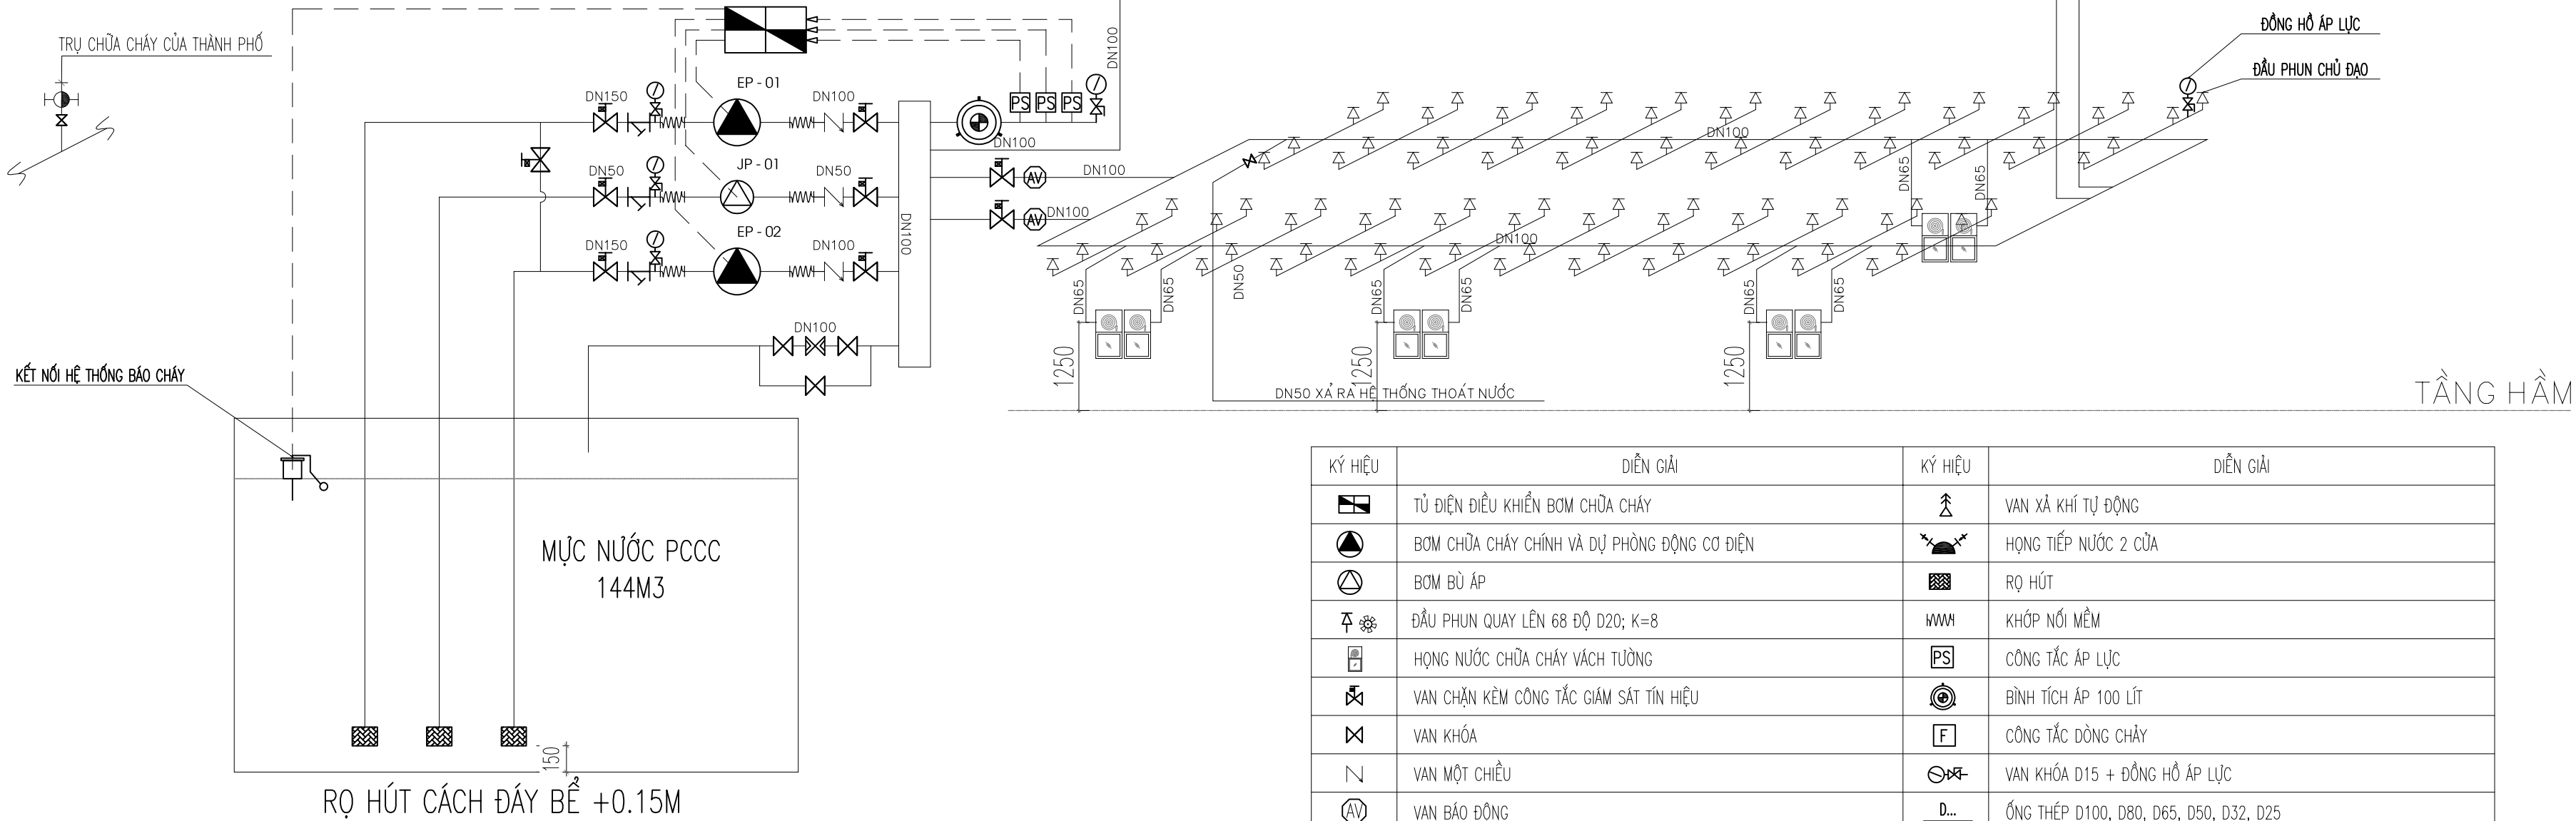 TRỤ CHỮA CHÁY CỦA THÀNH PHỐ
ĐỒNG HỒ ÁP LỰC
ĐẦU PHUN CHỦ ĐẠO
EP - 01
DN150
DN100
PS PS PS
DN100
DN100
DN100
JP - 01
DN50
DN50
AV
DN100
DN65
DN65
EP - 02
DN150
DN100
DN100
AV
DN100
DN100
DN65
DN65
DN50
DN65
DN65
DN65
DN65
DN100
1250
1250
1250
KẾT NỐI HỆ THỐNG BÁO CHÁY
DN50 XẢ RA HỆ THỐNG THOÁT NƯỚC
TẦNG HẦM
MỰC NƯỚC PCCC
144M3
150
RỌ HÚT CÁCH ĐÁY BỂ +0.15M
KÝ HIỆU DIỄN GIẢI KÝ HIỆU DIỄN GIẢI
TỦ ĐIỆN ĐIỀU KHIỂN BƠM CHỮA CHÁY VAN XẢ KHÍ TỰ ĐỘNG
BƠM CHỮA CHÁY CHÍNH VÀ DỰ PHÒNG ĐỘNG CƠ ĐIỆN HỌNG TIẾP NƯỚC 2 CỬA
BƠM BÙ ÁP RỌ HÚT
ĐẦU PHUN QUAY LÊN 68 ĐỘ D20; K=8 KHỚP NỐI MỀM
HỌNG NƯỚC CHỮA CHÁY VÁCH TƯỜNG PS CÔNG TẮC ÁP LỰC
VAN CHẶN KÈM CÔNG TẮC GIÁM SÁT TÍN HIỆU BÌNH TÍCH ÁP 100 LÍT
VAN KHÓA F CÔNG TẮC DÒNG CHẢY
VAN MỘT CHIỀU VAN KHÓA D15 + ĐỒNG HỒ ÁP LỰC
AV VAN BÁO ĐỘNG D... ỐNG THÉP D100, D80, D65, D50, D32, D25